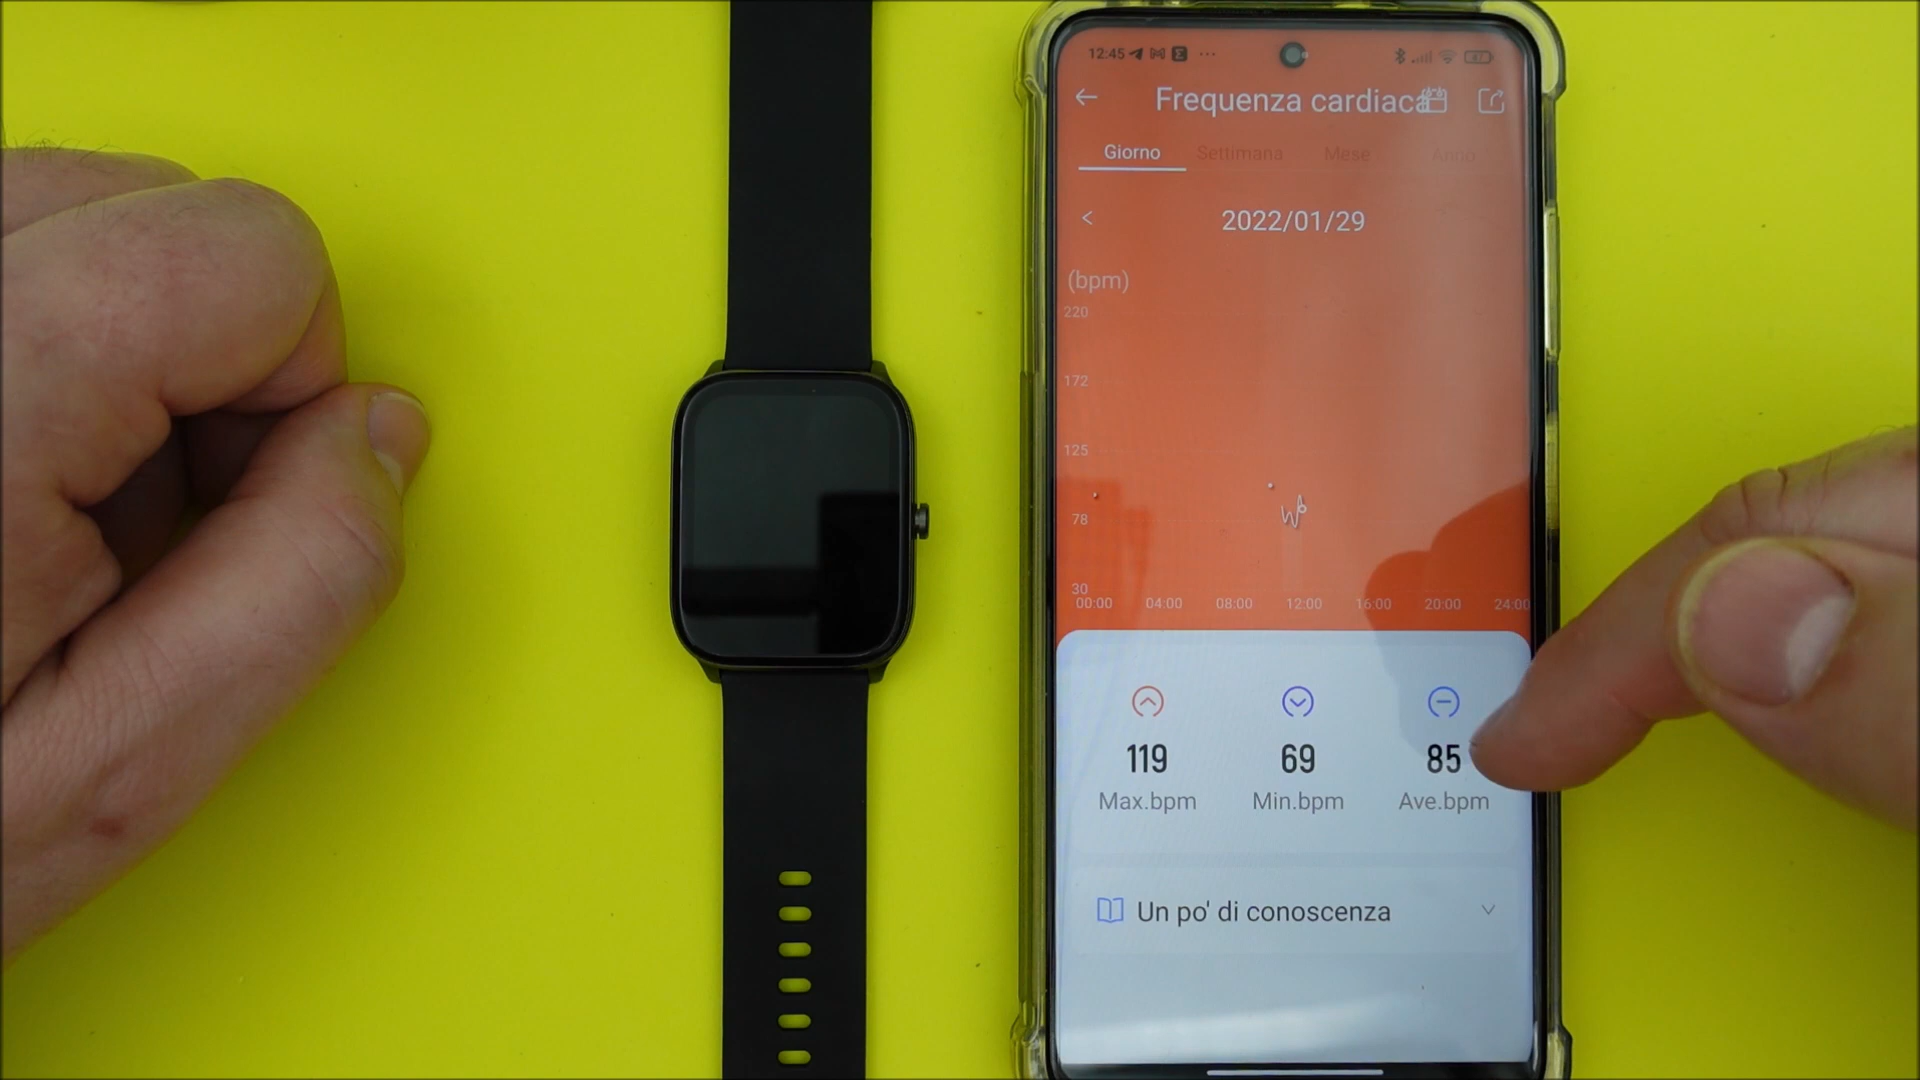 12:45
Frequenza cardiaca
Giorno Settimana Mese Anno
< 2022/01/29
(bpm)
220
172
125
78
30
00:00 04:00 08:00 12:00 16:00 20:00 24:00
119 69 85
Max.bpm Min.bpm Ave.bpm
Un po' di conoscenza